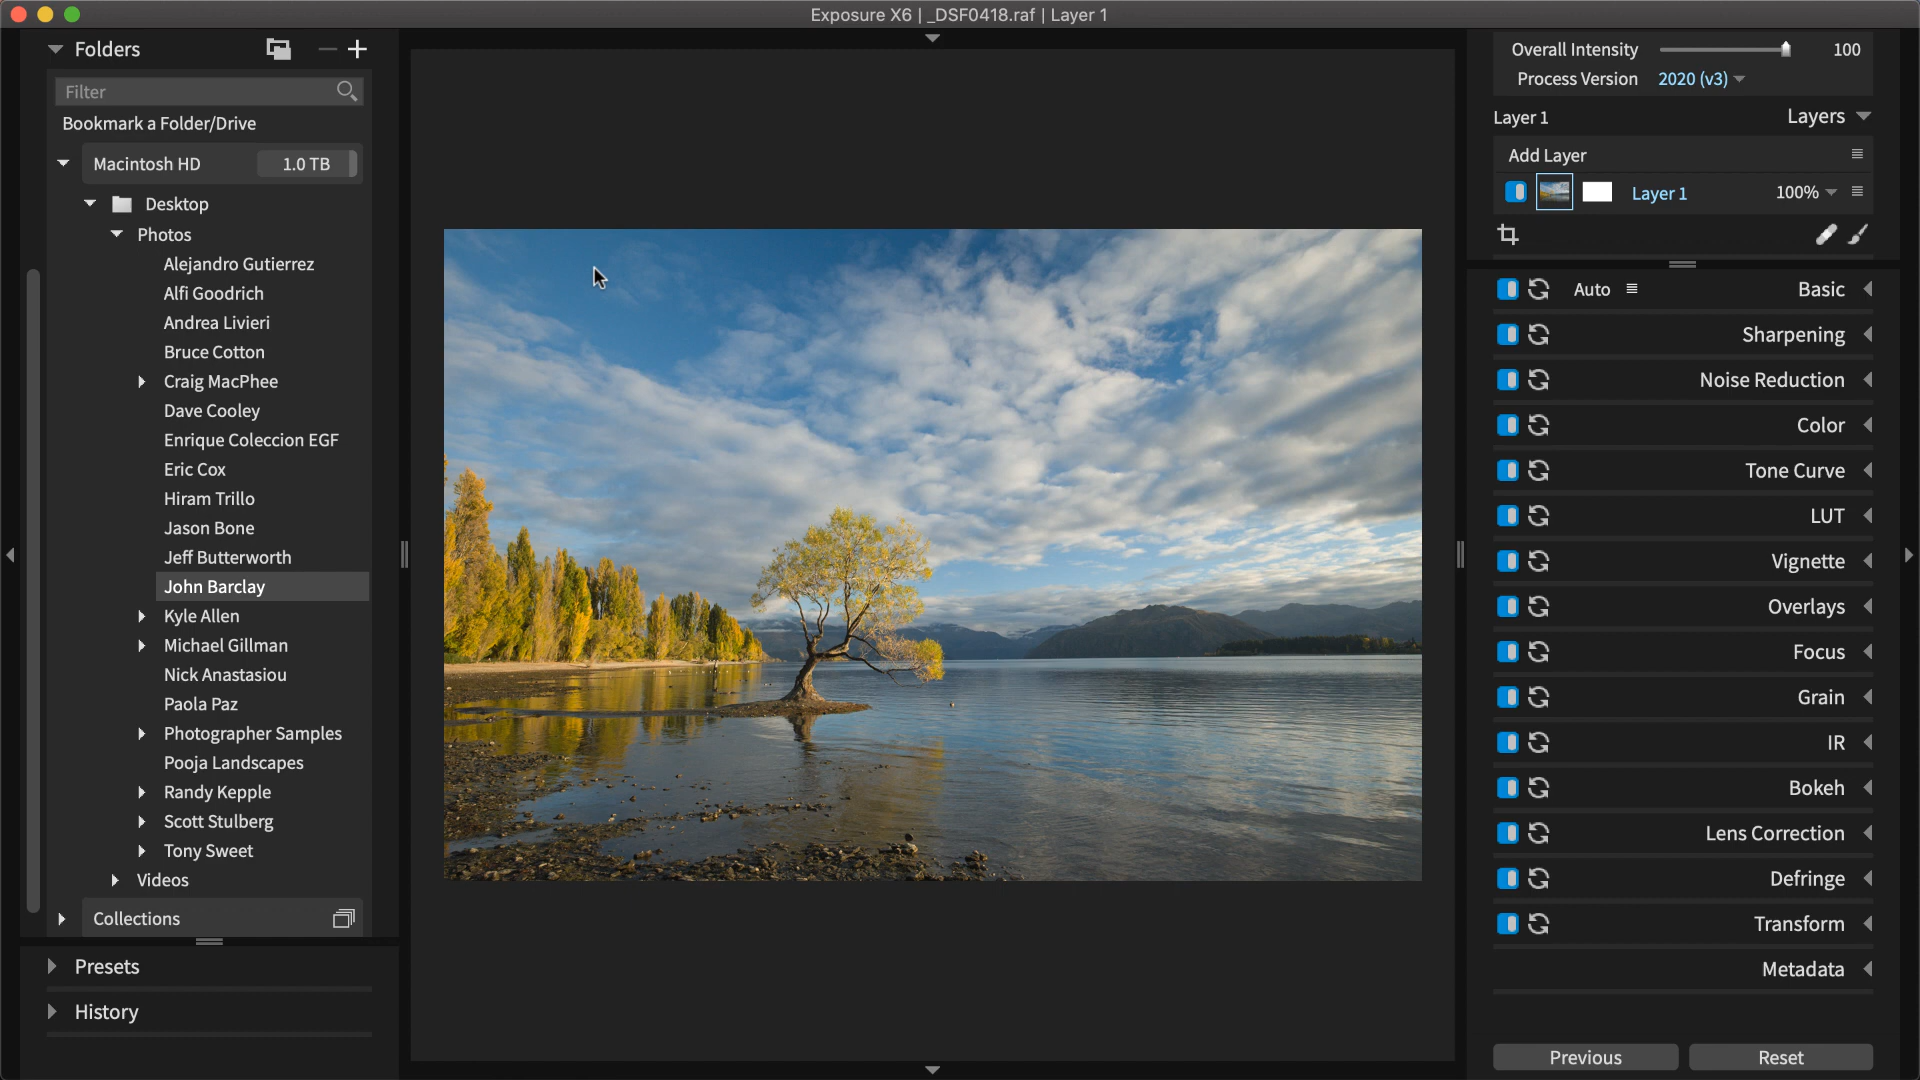 Exposure X6 | _DSF0418.raf | Layer 1
Folders
Filter
Bookmark a Folder/Drive
Macintosh HD 1.0 TB
Desktop
Photos
Alejandro Gutierrez
Alfi Goodrich
Andrea Livieri
Bruce Cotton
Craig MacPhee
Dave Cooley
Enrique Coleccion EGF
Eric Cox
Hiram Trillo
Jason Bone
Jeff Butterworth
John Barclay
Kyle Allen
Michael Gillman
Nick Anastasiou
Paola Paz
Photographer Samples
Pooja Landscapes
Randy Kepple
Scott Stulberg
Tony Sweet
Videos
Collections
Presets
History
Overall Intensity 100
Process Version 2020 (v3)
Layer 1 Layers
Add Layer
Layer 1 100%
Auto Basic
Sharpening
Noise Reduction
Color
Tone Curve
LUT
Vignette
Overlays
Focus
Grain
IR
Bokeh
Lens Correction
Defringe
Transform
Metadata
Previous Reset